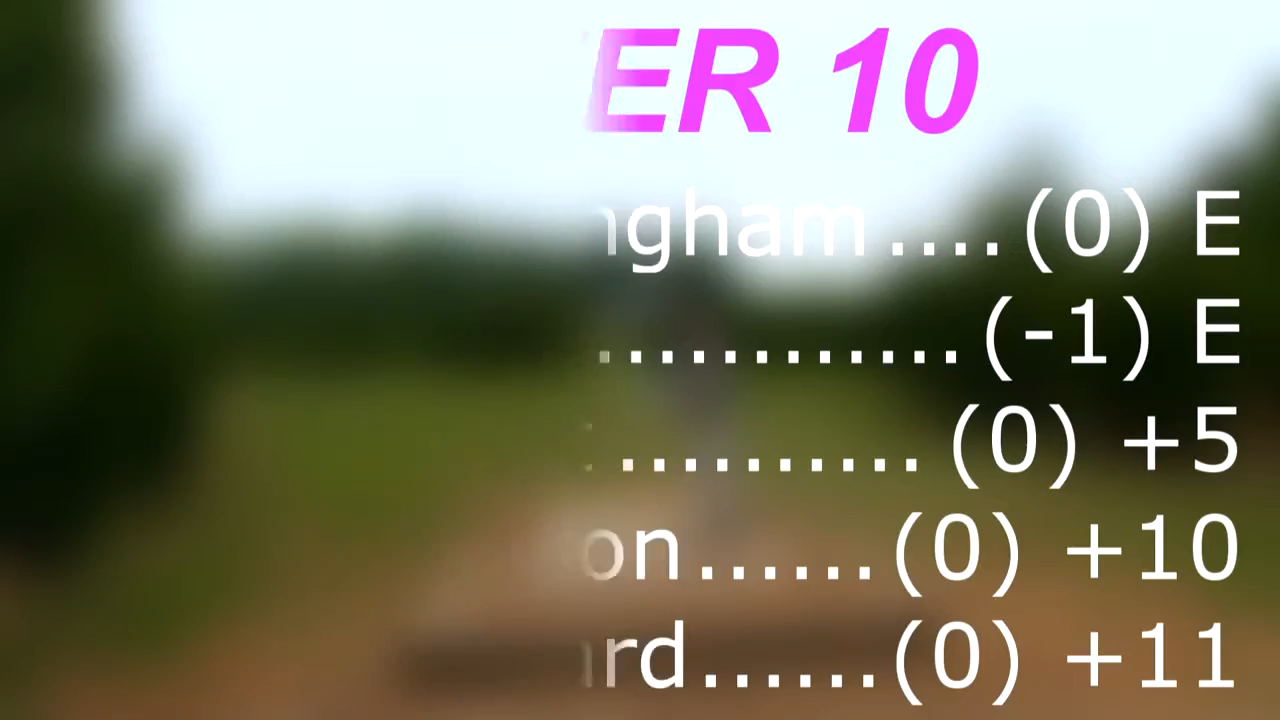 ER 10
ngham....(0) E
............(-1) E
..........(0) +5
on......(0) +10
rd......(0) +11